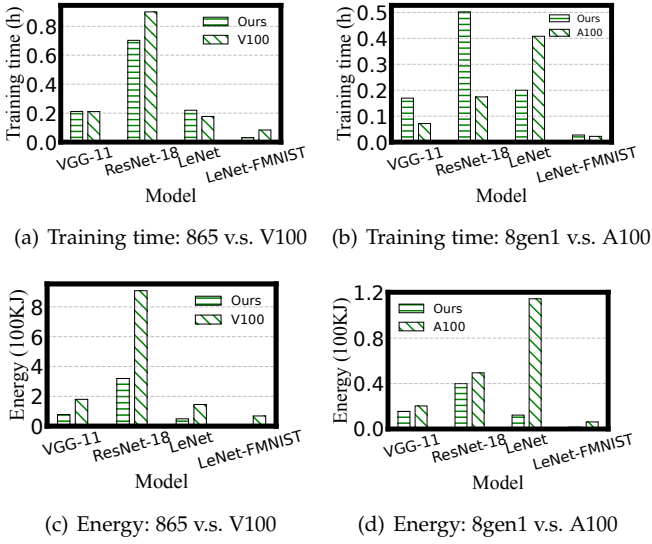 Training time (h)
0.8
0.6
0.4
0.2
0.0
Ours
V100
VGG-11
ResNet-18
LeNet
LeNet-FMNIST
Model
(a) Training time: 865 v.s. V100
Training time (h)
0.5
0.4
0.3
0.2
0.1
0.0
Ours
A100
VGG-11
ResNet-18
LeNet
LeNet-FMNIST
Model
(b) Training time: 8gen1 v.s. A100
Energy (100KJ)
8
6
4
2
0
Ours
V100
VGG-11
ResNet-18
LeNet
LeNet-FMNIST
Model
(c) Energy: 865 v.s. V100
Energy (100KJ)
1.2
0.8
0.4
0.0
Ours
A100
VGG-11
ResNet-18
LeNet
LeNet-FMNIST
Model
(d) Energy: 8gen1 v.s. A100